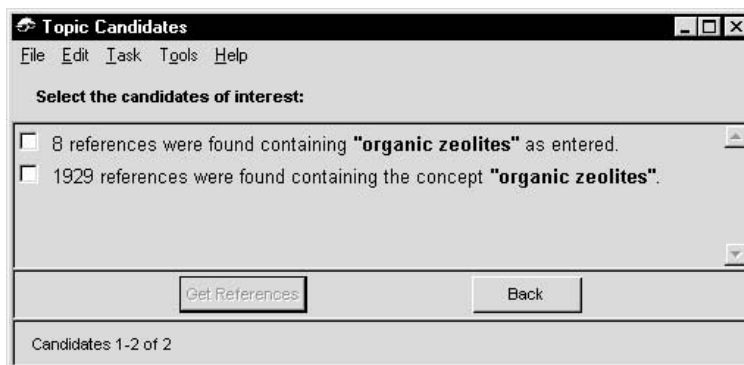 Topic Candidates
File Edit Task Tools Help
Select the candidates of interest:
8 references were found containing "organic zeolites" as entered.
1929 references were found containing the concept "organic zeolites".
Get References Back
Candidates 1-2 of 2